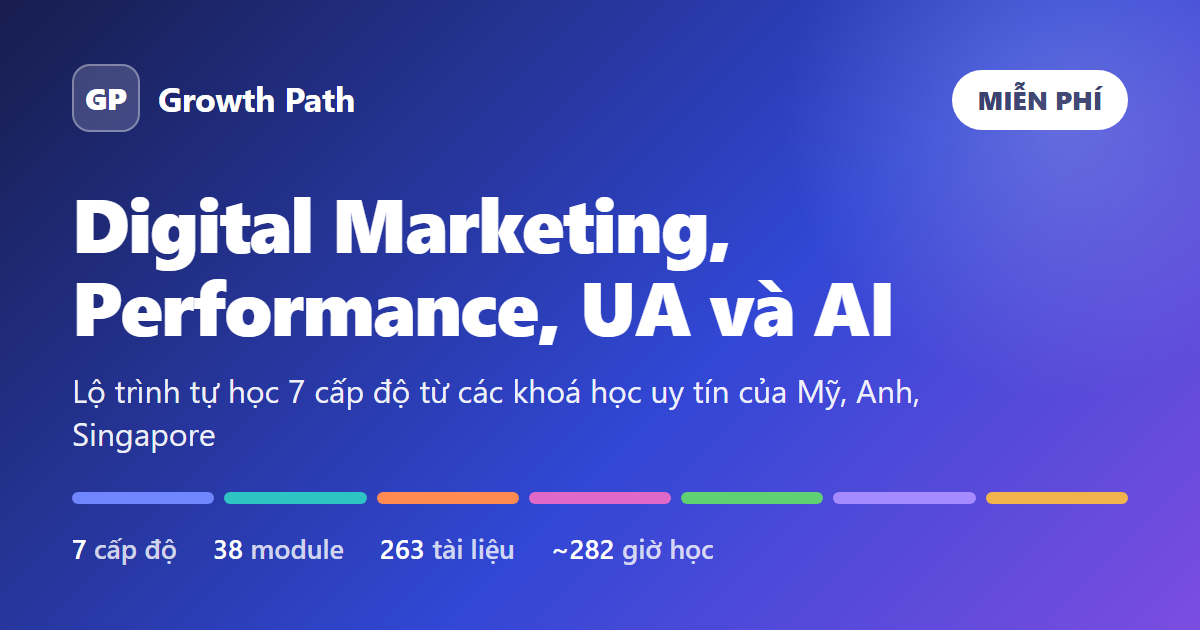 GP
Growth Path
MIỄN PHÍ
Digital Marketing,
Performance, UA và AI
Lộ trình tự học 7 cấp độ từ các khoá học uy tín của Mỹ, Anh,
Singapore
7 cấp độ
38 module
263 tài liệu
~282 giờ học